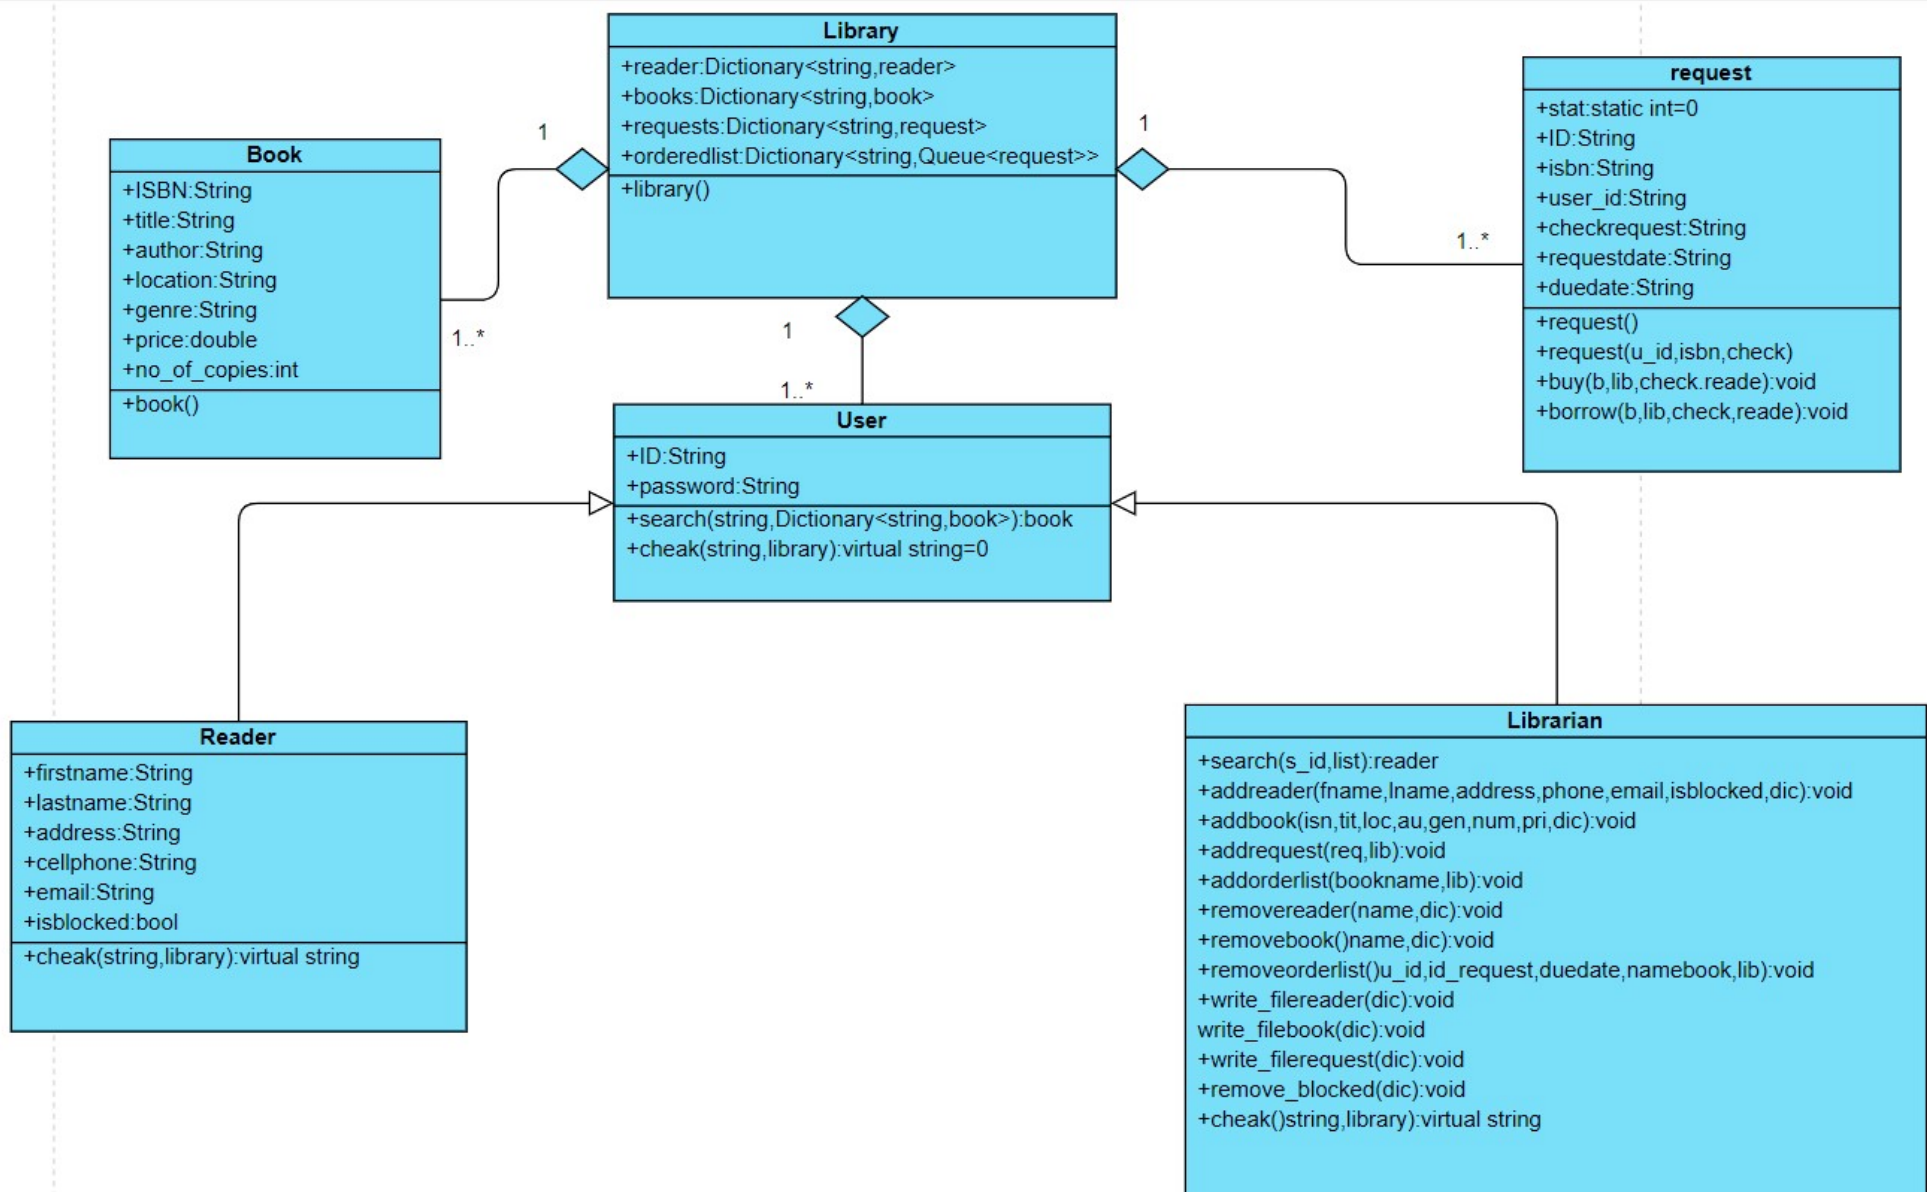 Library
+reader:Dictionary<string,reader>
+books:Dictionary<string,book>
+requests:Dictionary<string,request>
+orderedlist:Dictionary<string,Queue<request>>
+library()
1
1
1
1..*
1..*
1..*
Book
+ISBN:String
+title:String
+author:String
+location:String
+genre:String
+price:double
+no_of_copies:int
+book()
request
+stat:static int=0
+ID:String
+isbn:String
+user_id:String
+checkrequest:String
+requestdate:String
+duedate:String
+request()
+request(u_id,isbn,check)
+buy(b,lib,check.reade):void
+borrow(b,lib,check,reade):void
User
+ID:String
+password:String
+search(string,Dictionary<string,book>):book
+cheak(string,library):virtual string=0
Reader
+firstname:String
+lastname:String
+address:String
+cellphone:String
+email:String
+isblocked:bool
+cheak(string,library):virtual string
Librarian
+search(s_id,list):reader
+addreader(fname,lname,address,phone,email,isblocked,dic):void
+addbook(isn,tit,loc,au,gen,num,pri,dic):void
+addrequest(req,lib):void
+addorderlist(bookname,lib):void
+removereader(name,dic):void
+removebook()name,dic):void
+removeorderlist()u_id,id_request,duedate,namebook,lib):void
+write_filereader(dic):void
write_filebook(dic):void
+write_filerequest(dic):void
+remove_blocked(dic):void
+cheak()string,library):virtual string